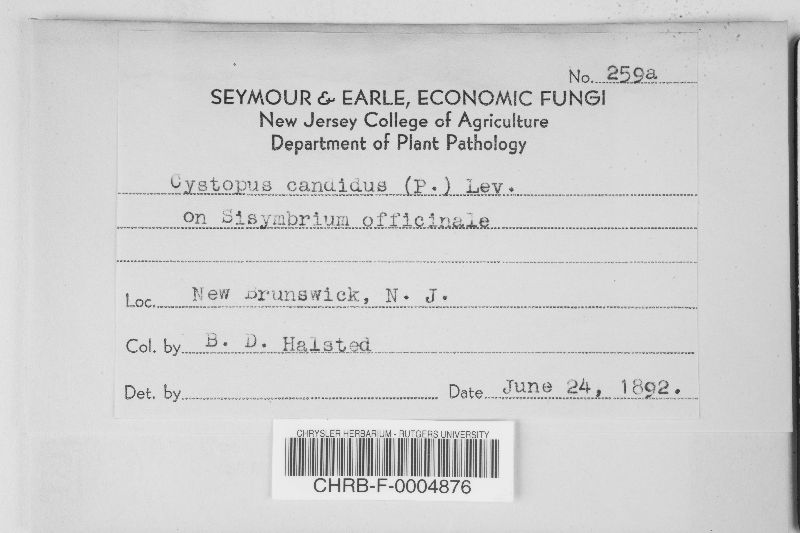 No. 259a
SEYMOUR & EARLE, ECONOMIC FUNGI
New Jersey College of Agriculture
Department of Plant Pathology
Cystopus candidus (P.) Lev.
on Sisymbrium officinale
Loc. New Brunswick, N. J.
Col. by B. D. Halsted
Det. by Date June 24, 1892.
CHRYSLER HERBARIUM - RUTGERS UNIVERSITY
CHRB-F-0004876